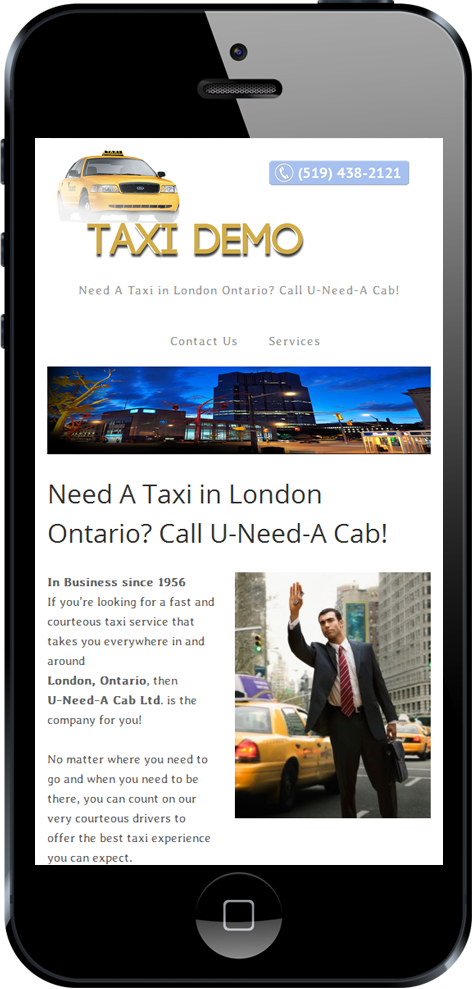 (519) 438-2121
TAXI DEMO
Need A Taxi in London Ontario? Call U-Need-A Cab!
Contact Us Services
Need A Taxi in London
Ontario? Call U-Need-A Cab!
In Business since 1956
If you're looking for a fast and
courteous taxi service that
takes you everywhere in and
around
London, Ontario, then
U-Need-A Cab Ltd. is the
company for you!
No matter where you need to
go and when you need to be
there, you can count on our
very courteous drivers to
offer the best taxi experience
you can expect.